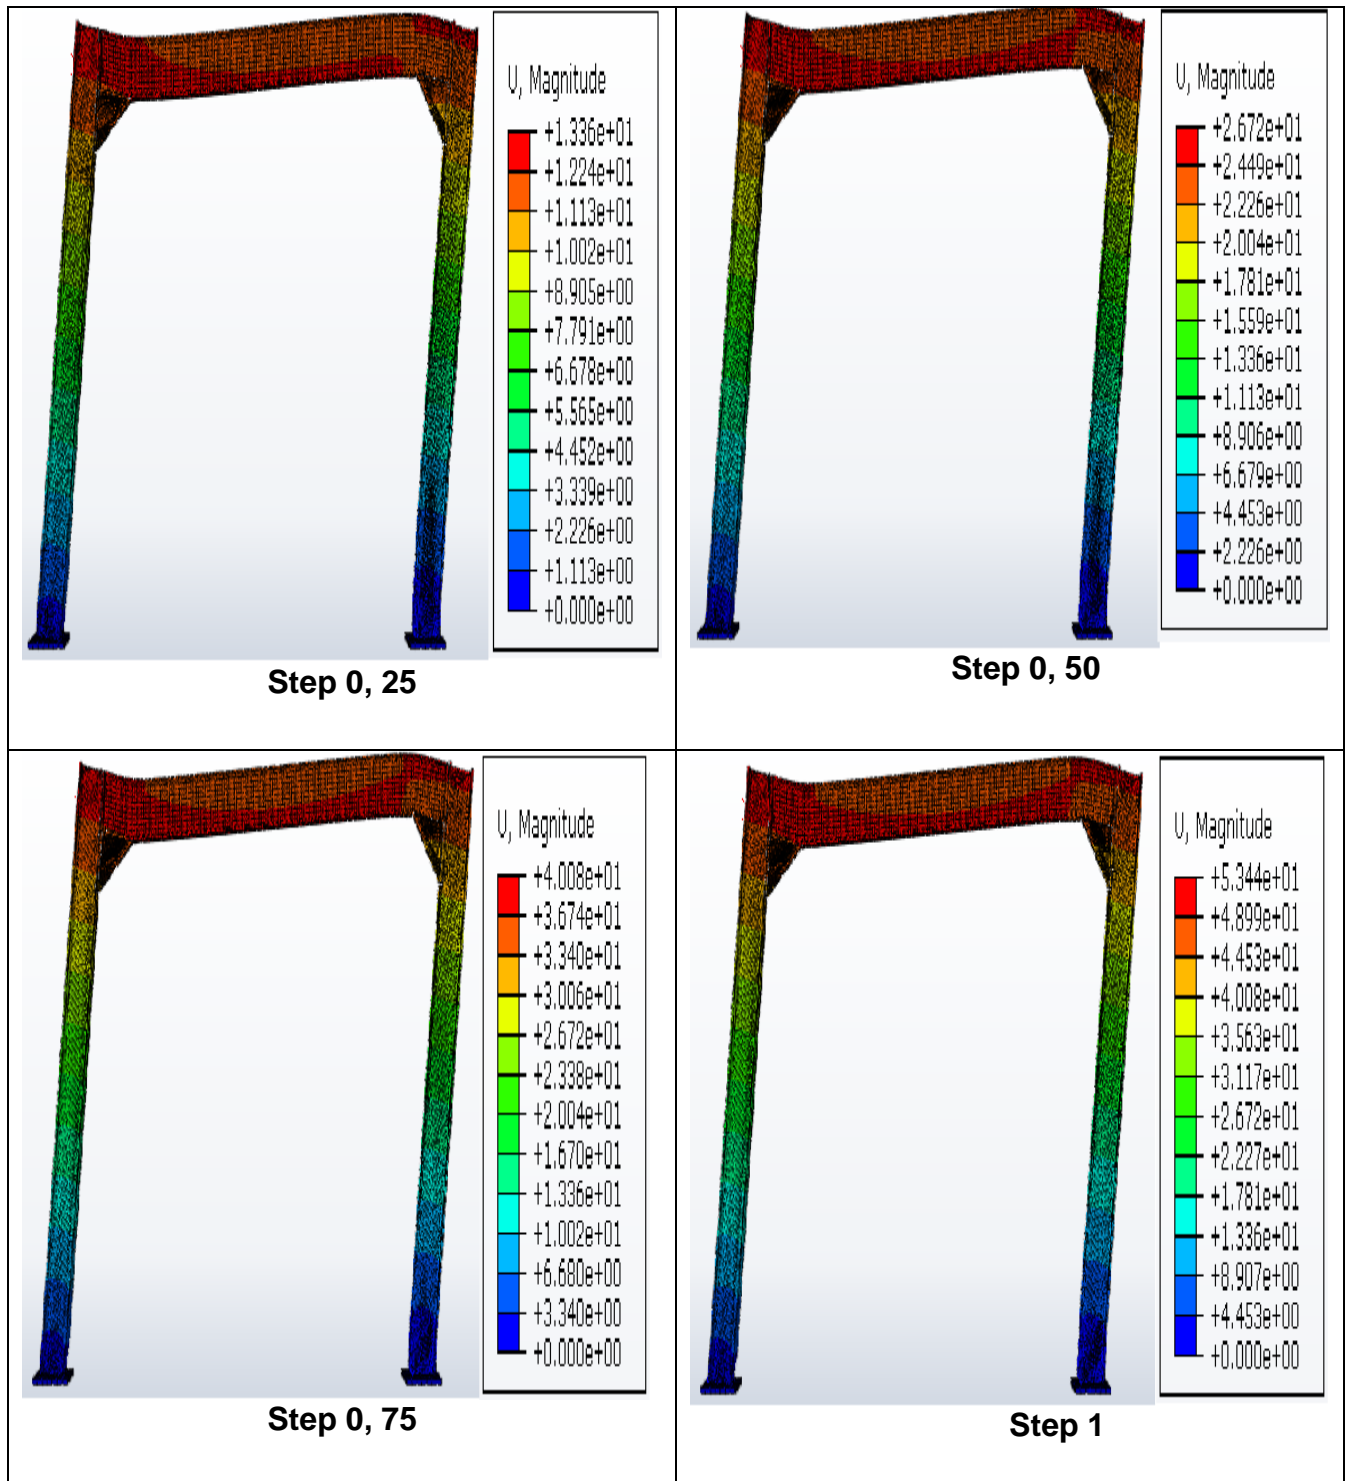 U, Magnitude
+1.336e+01
+1.224e+01
+1.113e+01
+1.002e+01
+8.905e+00
+7.791e+00
+6.678e+00
+5.565e+00
+4.452e+00
+3.339e+00
+2.226e+00
+1.113e+00
+0.000e+00
Step 0, 25
U, Magnitude
+2.672e+01
+2.449e+01
+2.226e+01
+2.004e+01
+1.781e+01
+1.559e+01
+1.336e+01
+1.113e+01
+8.906e+00
+6.679e+00
+4.453e+00
+2.226e+00
+0.000e+00
Step 0, 50
U, Magnitude
+4.008e+01
+3.674e+01
+3.340e+01
+3.006e+01
+2.672e+01
+2.338e+01
+2.004e+01
+1.670e+01
+1.336e+01
+1.002e+01
+6.680e+00
+3.340e+00
+0.000e+00
Step 0, 75
U, Magnitude
+5.344e+01
+4.899e+01
+4.453e+01
+4.008e+01
+3.563e+01
+3.117e+01
+2.672e+01
+2.227e+01
+1.781e+01
+1.336e+01
+8.907e+00
+4.453e+00
+0.000e+00
Step 1